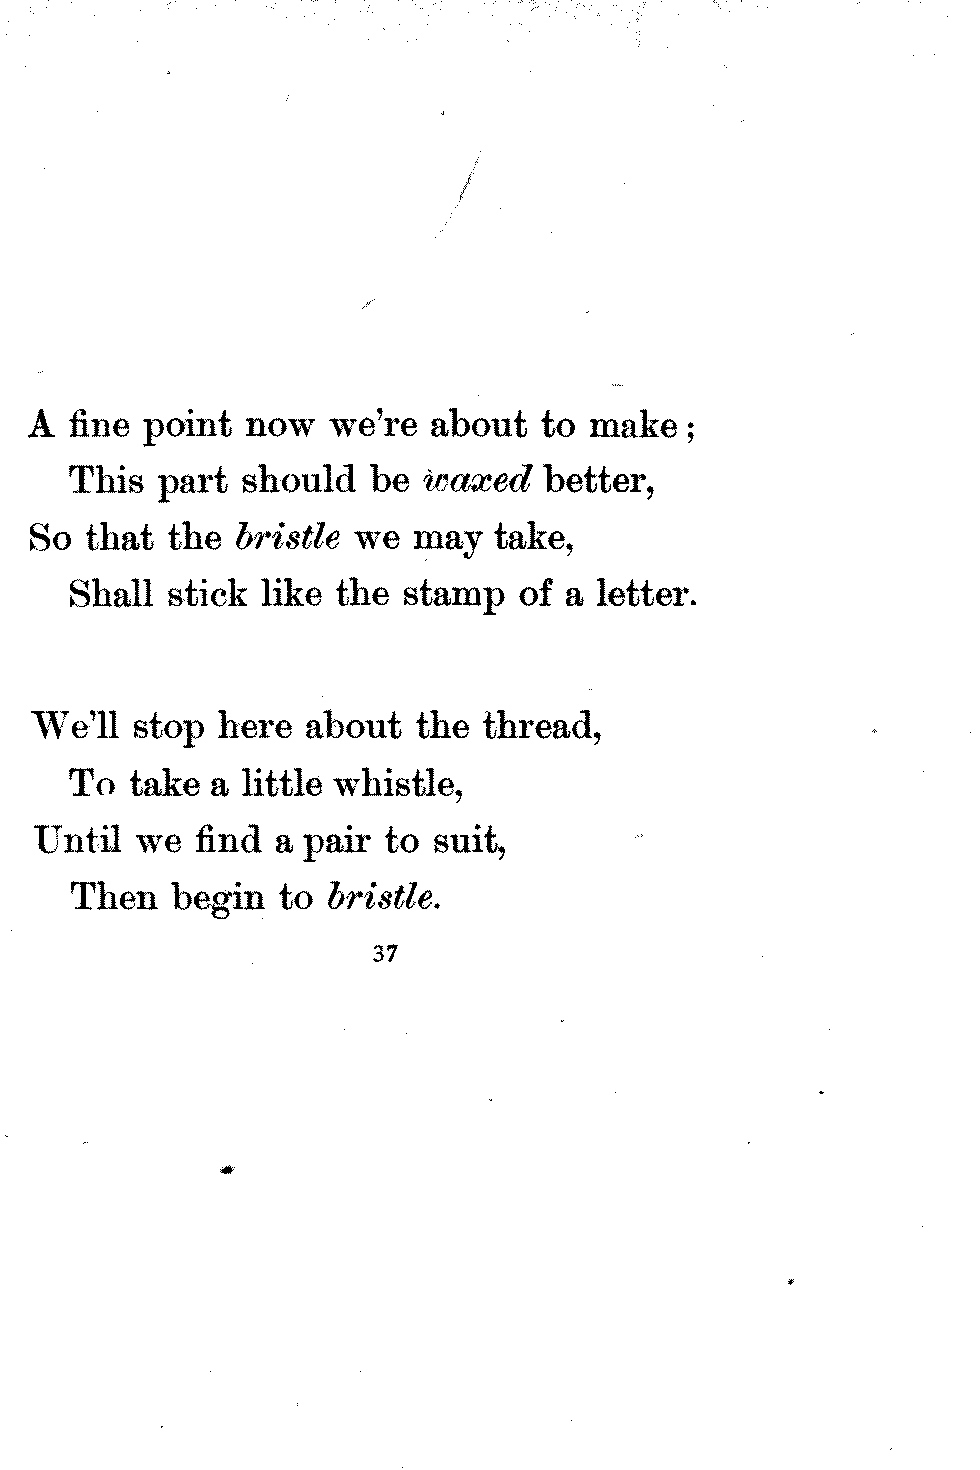 A fine point now we're about to make;
This part should be waxed better,
So that the bristle we may take,
Shall stick like the stamp of a letter.
We'll stop here about the thread,
To take a little whistle,
Until we find a pair to suit,
Then begin to bristle.
37